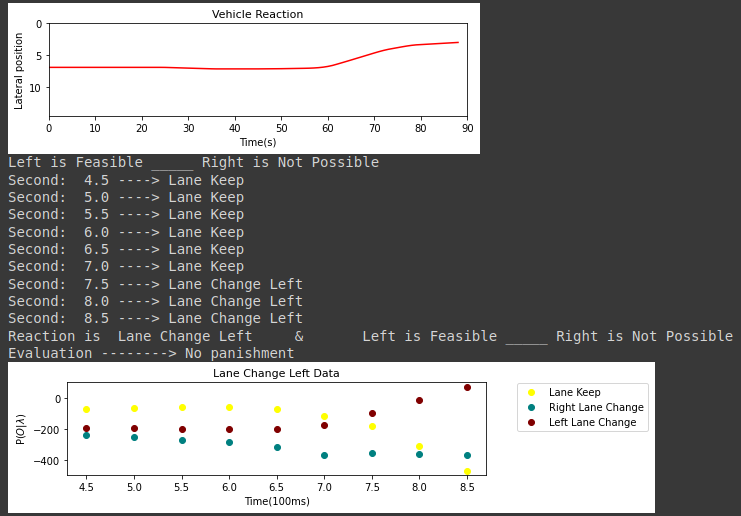 Vehicle Reaction
0
5
10
Lateral position
0 10 20 30 40 50 60 70 80 90
Time(s)
Left is Feasible _____ Right is Not Possible
Second:  4.5 ----> Lane Keep
Second:  5.0 ----> Lane Keep
Second:  5.5 ----> Lane Keep
Second:  6.0 ----> Lane Keep
Second:  6.5 ----> Lane Keep
Second:  7.0 ----> Lane Keep
Second:  7.5 ----> Lane Change Left
Second:  8.0 ----> Lane Change Left
Second:  8.5 ----> Lane Change Left
Reaction is  Lane Change Left     &       Left is Feasible _____ Right is Not Possible
Evaluation --------> No panishment
Lane Change Left Data
0
−200
−400
P(O|λ)
4.5 5.0 5.5 6.0 6.5 7.0 7.5 8.0 8.5
Time(100ms)
Lane Keep
Right Lane Change
Left Lane Change